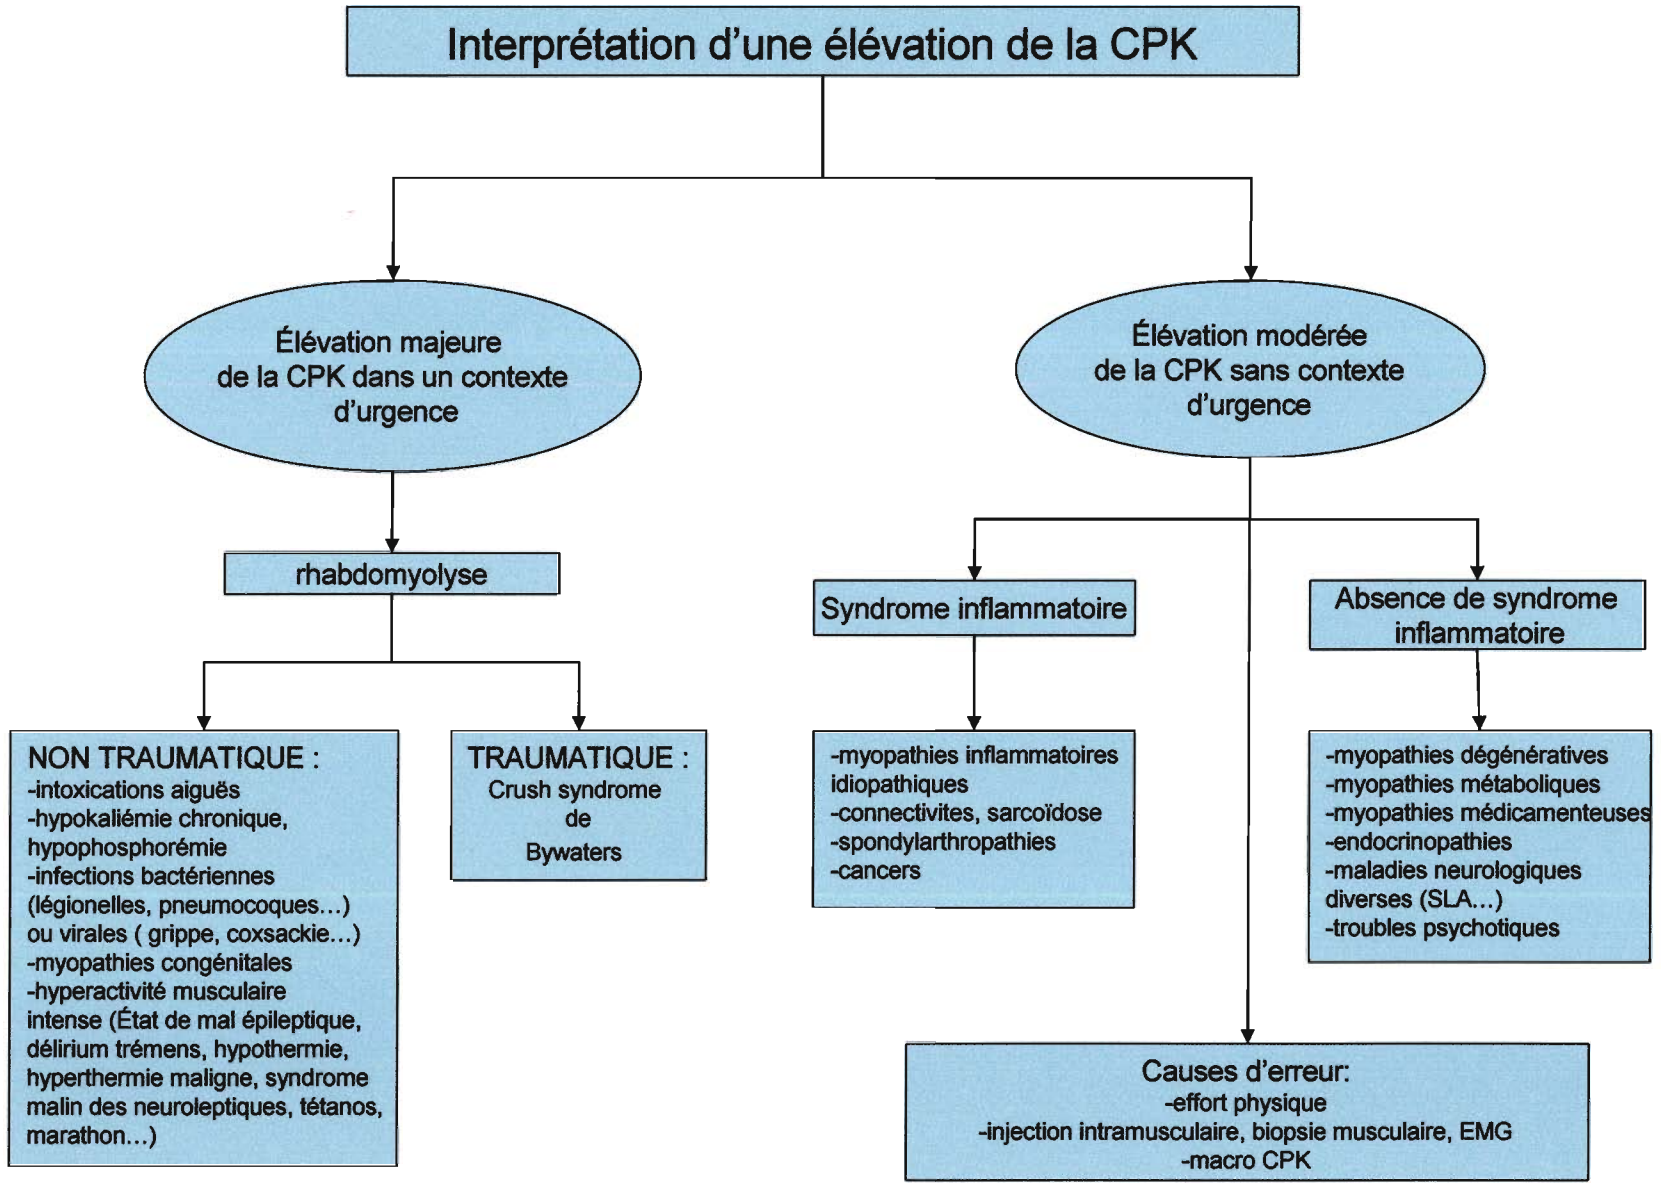 Interprétation d'une élévation de la CPK
Élévation majeure
de la CPK dans un contexte
d'urgence
Élévation modérée
de la CPK sans contexte
d'urgence
rhabdomyolyse
Syndrome inflammatoire
Absence de syndrome
inflammatoire
NON TRAUMATIQUE :
-intoxications aiguës
-hypokaliémie chronique,
hypophosphorémie
-infections bactériennes
(légionelles, pneumocoques...)
ou virales ( grippe, coxsackie...)
-myopathies congénitales
-hyperactivité musculaire
intense (État de mal épileptique,
délirium trémens, hypothermie,
hyperthermie maligne, syndrome
malin des neuroleptiques, tétanos,
marathon...)
TRAUMATIQUE :
Crush syndrome
de
Bywaters
-myopathies inflammatoires
idiopathiques
-connectivites, sarcoïdose
-spondylarthropathies
-cancers
-myopathies dégénératives
-myopathies métaboliques
-myopathies médicamenteuses
-endocrinopathies
-maladies neurologiques
diverses (SLA...)
-troubles psychotiques
Causes d'erreur:
-effort physique
-injection intramusculaire, biopsie musculaire, EMG
-macro CPK